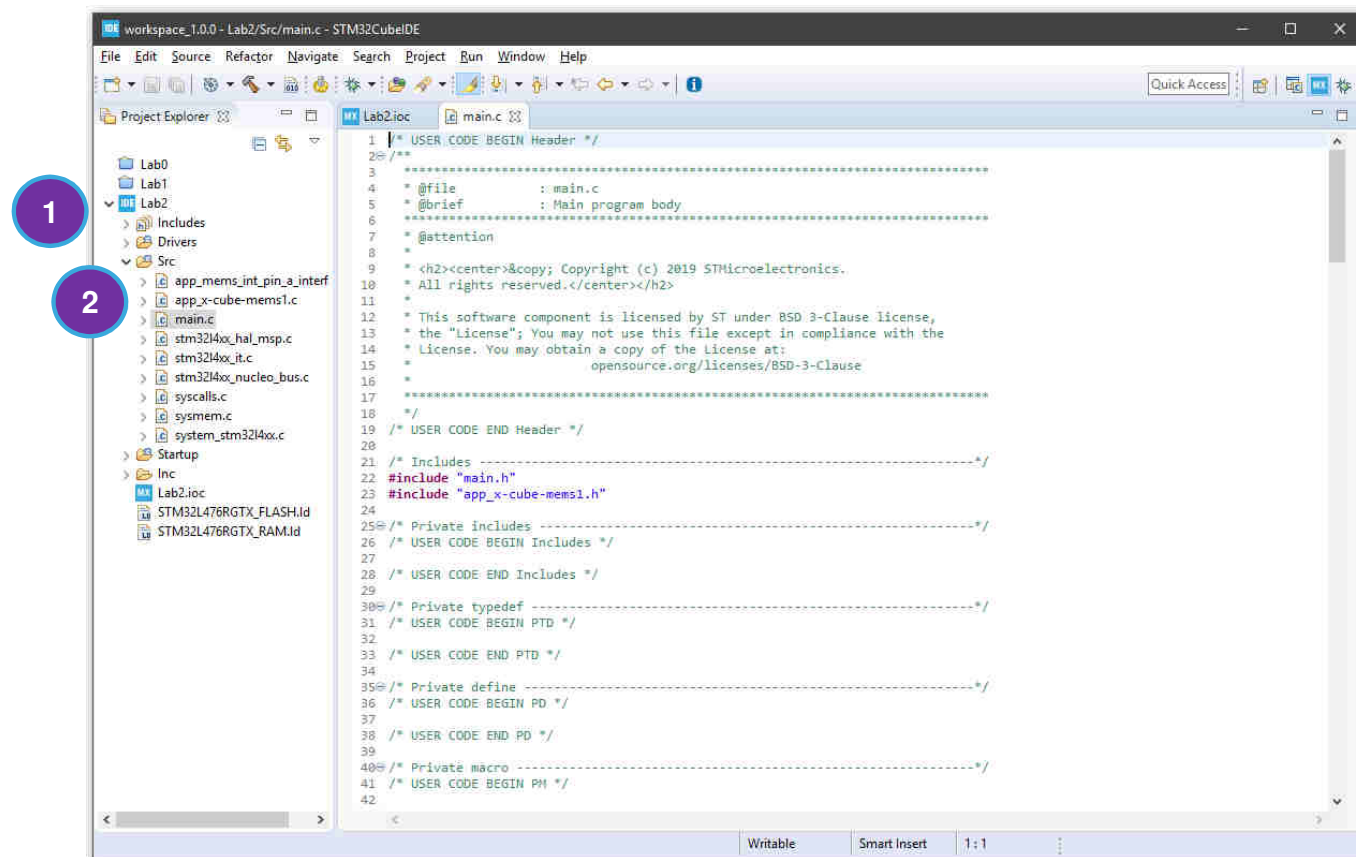 IDE workspace_1.0.0 - Lab2/Src/main.c - STM32CubeIDE
File Edit Source Refactor Navigate Search Project Run Window Help
Quick Access
Project Explorer
MX Lab2.ioc
main.c
Lab0
Lab1
1
IDE Lab2
Includes
Drivers
Src
app_mems_int_pin_a_interf
2
app_x-cube-mems1.c
main.c
stm32l4xx_hal_msp.c
stm32l4xx_it.c
stm32l4xx_nucleo_bus.c
syscalls.c
sysmem.c
system_stm32l4xx.c
Startup
Inc
MX Lab2.ioc
STM32L476RGTX_FLASH.ld
STM32L476RGTX_RAM.ld
1 /* USER CODE BEGIN Header */
2 /**
3 ******************************************************************************
4 * @file : main.c
5 * @brief : Main program body
6 ******************************************************************************
7 * @attention
8 *
9 * <h2><center>&copy; Copyright (c) 2019 STMicroelectronics.
10 * All rights reserved.</center></h2>
11 *
12 * This software component is licensed by ST under BSD 3-Clause license,
13 * the "License"; You may not use this file except in compliance with the
14 * License. You may obtain a copy of the License at:
15 * opensource.org/licenses/BSD-3-Clause
16 *
17 ******************************************************************************
18 */
19 /* USER CODE END Header */
20
21 /* Includes ------------------------------------------------------------------*/
22 #include "main.h"
23 #include "app_x-cube-mems1.h"
24
25 /* Private includes ----------------------------------------------------------*/
26 /* USER CODE BEGIN Includes */
27
28 /* USER CODE END Includes */
29
30 /* Private typedef -----------------------------------------------------------*/
31 /* USER CODE BEGIN PTD */
32
33 /* USER CODE END PTD */
34
35 /* Private define ------------------------------------------------------------*/
36 /* USER CODE BEGIN PD */
37
38 /* USER CODE END PD */
39
40 /* Private macro -------------------------------------------------------------*/
41 /* USER CODE BEGIN PM */
42
Writable
Smart Insert
1 : 1